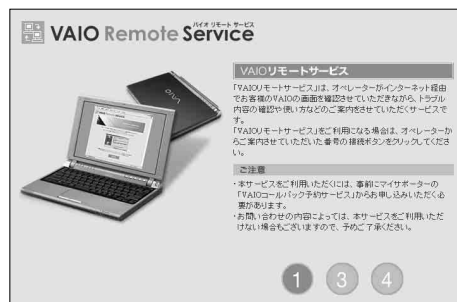 バイオ リモート サービス
VAIO Remote Service
VAIOリモートサービス
「VAIOリモートサービス」は、オペレーターがインターネット経由
でお客様のVAIOの画面を確認させていただきながら、トラブル
内容の確認や使い方などのご案内をさせていただくサービスで
す。
「VAIOリモートサービス」をご利用になる場合は、オペレーターか
らご案内させていただいた番号の接続ボタンをクリックしてくださ
い。
ご注意
・本サービスをご利用いただくには、事前にマイサポーターの
「VAIOコールバック予約サービス」からお申し込みいただく必
要があります。
・お問い合わせの内容によっては、本サービスをご利用いただ
けない場合もございますので、予めご了承ください。
1 3 4